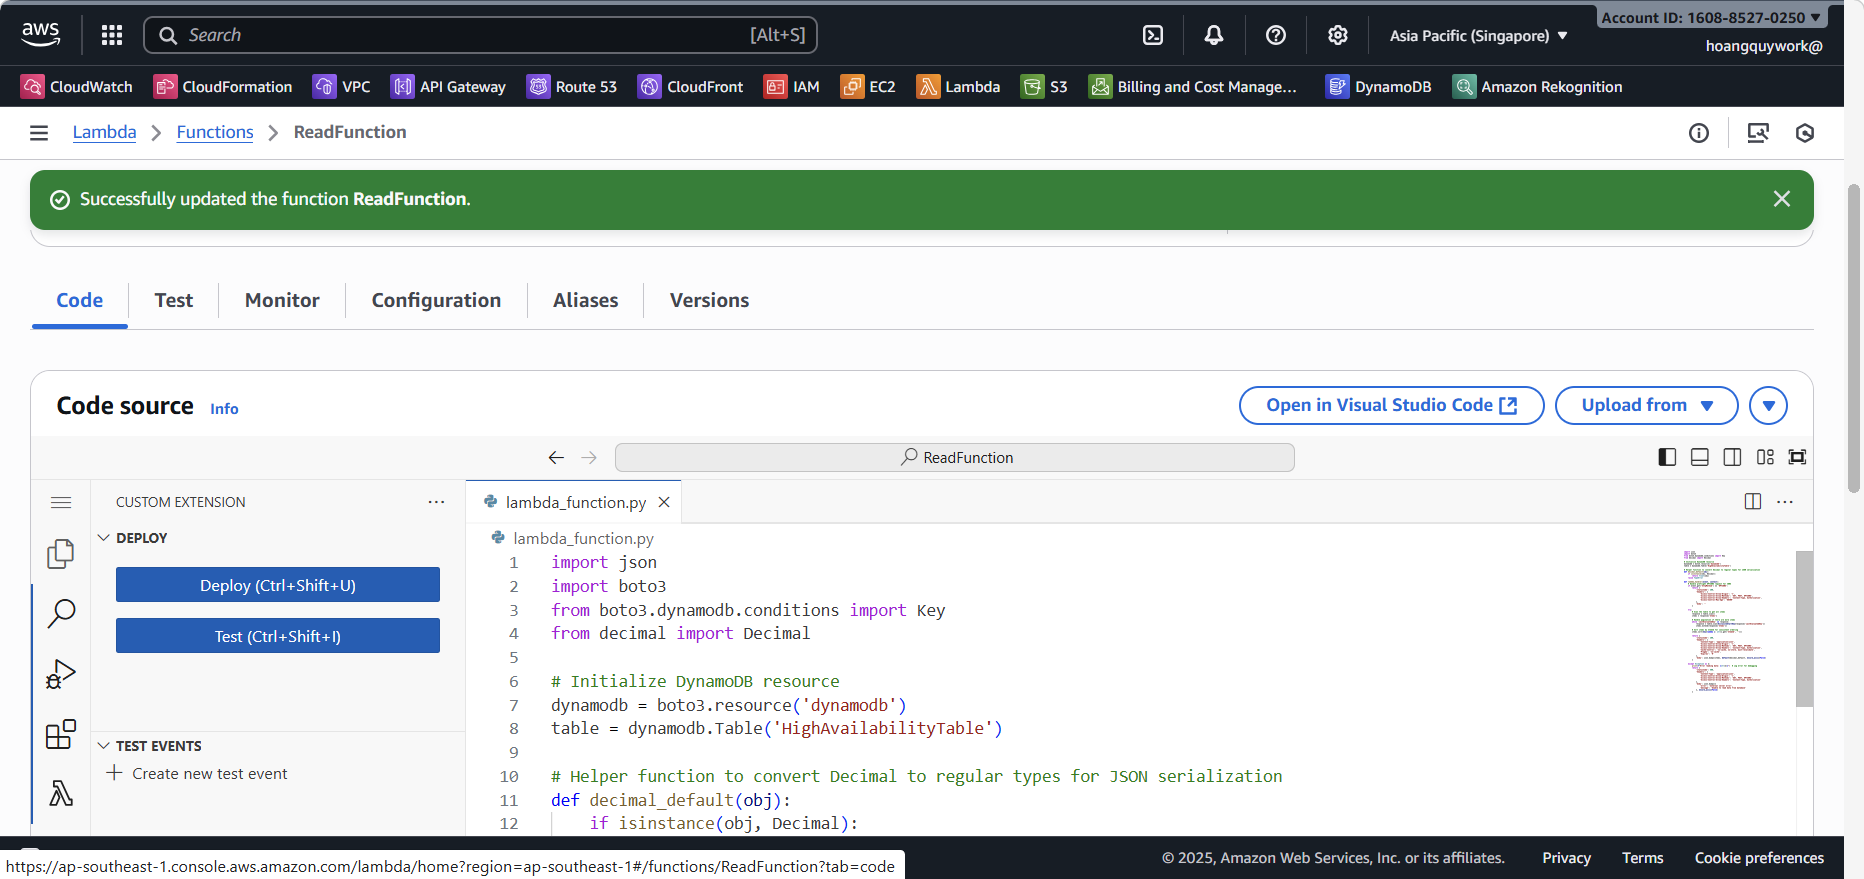 aws
Search
[Alt+S]
Asia Pacific (Singapore) ▼
Account ID: 1608-8527-0250 ▼
hoangquywork@
CloudWatch
CloudFormation
VPC
API Gateway
Route 53
CloudFront
IAM
EC2
Lambda
S3
Billing and Cost Manage...
DynamoDB
Amazon Rekognition
Lambda > Functions > ReadFunction
Successfully updated the function ReadFunction.
Code
Test
Monitor
Configuration
Aliases
Versions
Code source Info
Open in Visual Studio Code
Upload from ▼
ReadFunction
CUSTOM EXTENSION
DEPLOY
Deploy (Ctrl+Shift+U)
Test (Ctrl+Shift+I)
TEST EVENTS
Create new test event
lambda_function.py
lambda_function.py
1 import json
2 import boto3
3 from boto3.dynamodb.conditions import Key
4 from decimal import Decimal
5
6 # Initialize DynamoDB resource
7 dynamodb = boto3.resource('dynamodb')
8 table = dynamodb.Table('HighAvailabilityTable')
9
10 # Helper function to convert Decimal to regular types for JSON serialization
11 def decimal_default(obj):
12 if isinstance(obj, Decimal):
https://ap-southeast-1.console.aws.amazon.com/lambda/home?region=ap-southeast-1#/functions/ReadFunction?tab=code
© 2025, Amazon Web Services, Inc. or its affiliates.
Privacy
Terms
Cookie preferences